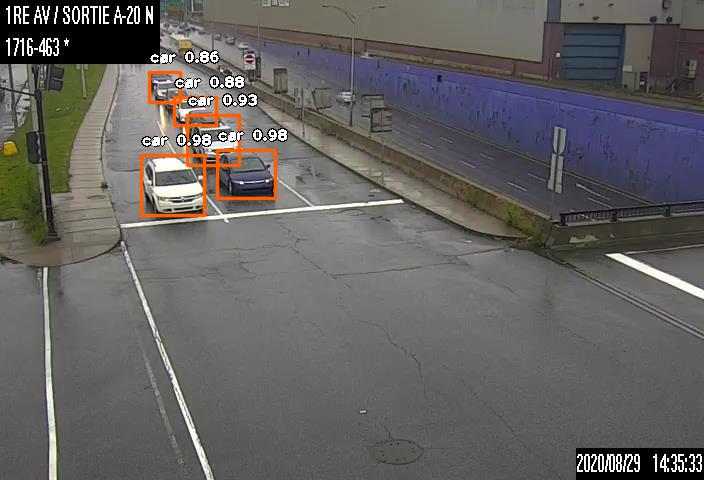 1RE AV / SORTIE A-20 N
1716-463 *
car 0.86
car 0.88
car 0.93
car 0.98
car 0.98
2020/08/29 14:35:33